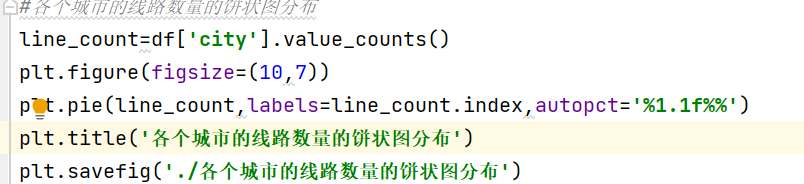 #各个城市的线路数量的饼状图分布
line_count=df['city'].value_counts()
plt.figure(figsize=(10,7))
plt.pie(line_count,labels=line_count.index,autopct='%1.1f%%')
plt.title('各个城市的线路数量的饼状图分布')
plt.savefig('./各个城市的线路数量的饼状图分布')